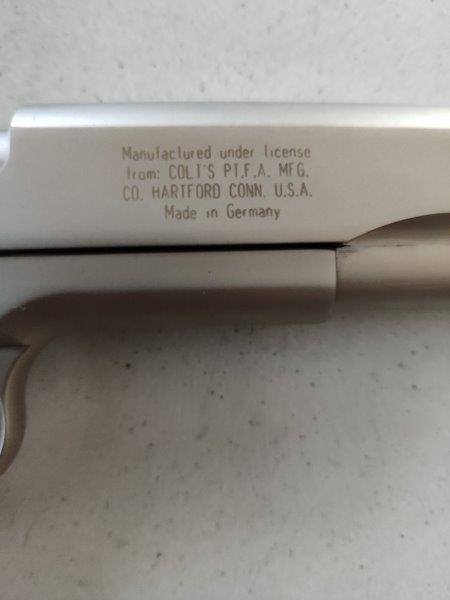 Manufactured under license
from: COLT'S PT.F.A. MFG.
CO. HARTFORD CONN. U.S.A.
Made in Germany